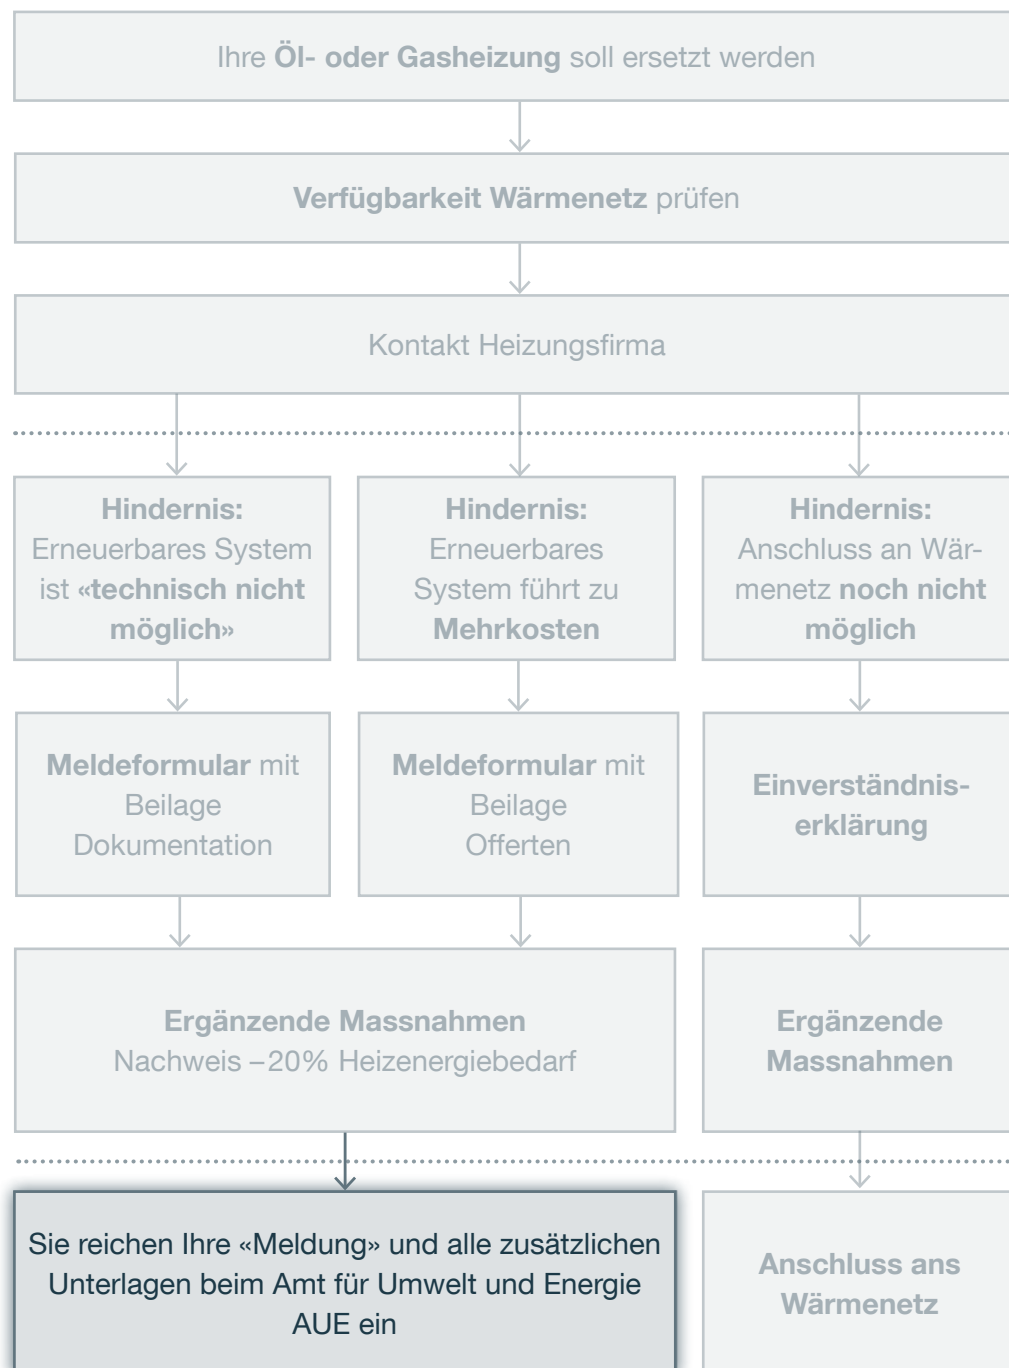 Ihre Öl- oder Gasheizung soll ersetzt werden
Verfügbarkeit Wärmenetz prüfen
Kontakt Heizungsfirma
Hindernis:
Erneuerbares System
ist «technisch nicht
möglich»
Hindernis:
Erneuerbares
System führt zu
Mehrkosten
Hindernis:
Anschluss an Wär-
menetz noch nicht
möglich
Meldeformular mit
Beilage
Dokumentation
Meldeformular mit
Beilage
Offerten
Einverständnis-
erklärung
Ergänzende Massnahmen
Nachweis –20% Heizenergiebedarf
Ergänzende
Massnahmen
Sie reichen Ihre «Meldung» und alle zusätzlichen
Unterlagen beim Amt für Umwelt und Energie
AUE ein
Anschluss ans
Wärmenetz